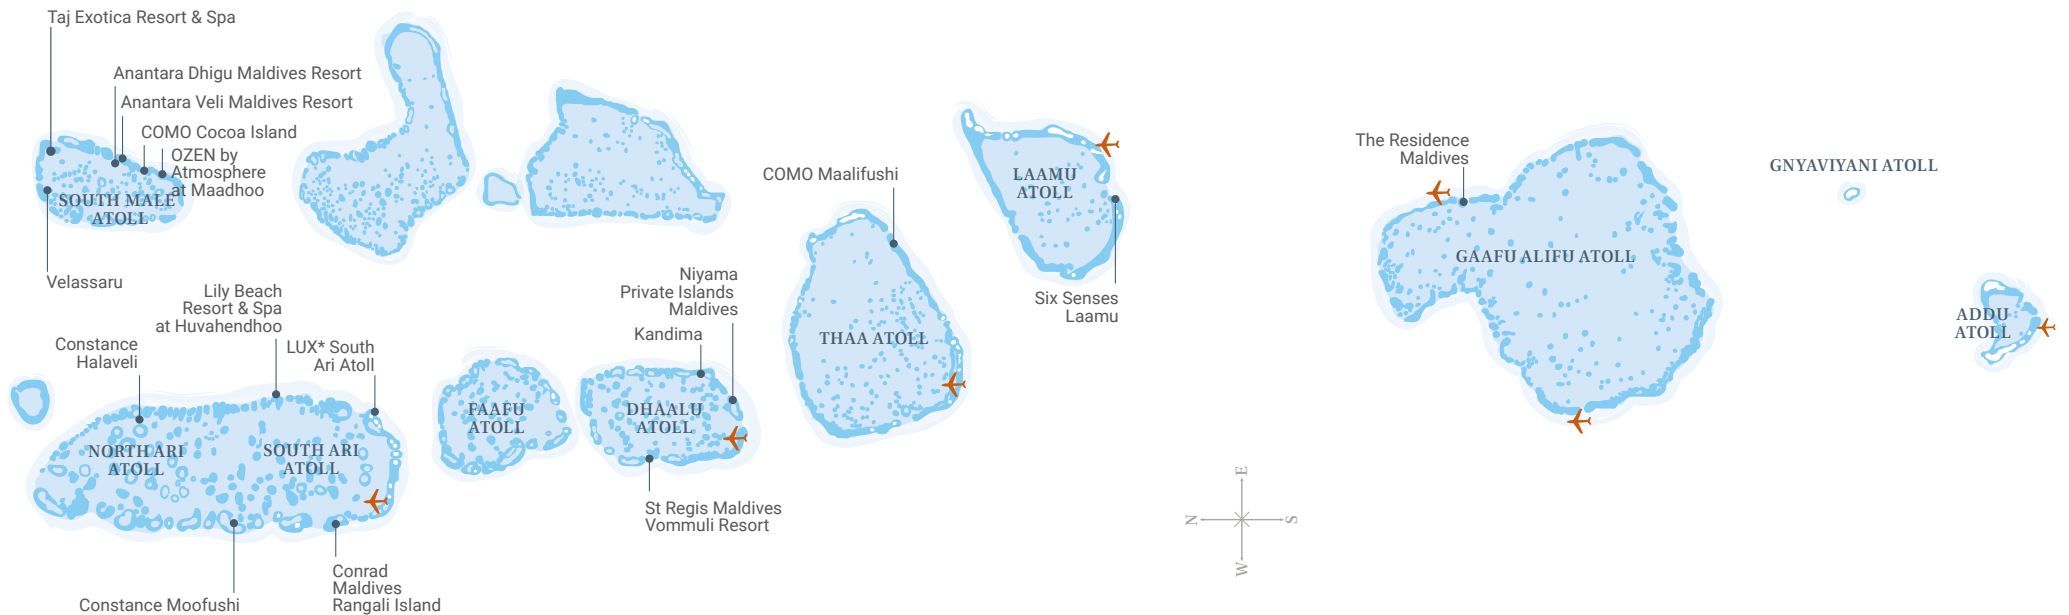 Taj Exotica Resort & Spa
Anantara Dhigu Maldives Resort
Anantara Veli Maldives Resort
COMO Cocoa Island
OZEN by
Atmosphere
at Maadhoo
SOUTH MALE
ATOLL
Velassaru
Lily Beach
Resort & Spa
at Huvahendhoo
Constance
Halaveli
LUX* South
Ari Atoll
NORTH ARI
ATOLL
SOUTH ARI
ATOLL
Constance Moofushi
Conrad
Maldives
Rangali Island
FAAFU
ATOLL
Niyama
Private Islands
Maldives
Kandima
DHAALU
ATOLL
St Regis Maldives
Vommuli Resort
COMO Maalifushi
THAA ATOLL
LAAMU
ATOLL
Six Senses
Laamu
The Residence
Maldives
GAAFU ALIFU ATOLL
GNYAVIYANI ATOLL
ADDU
ATOLL
E
N
S
W